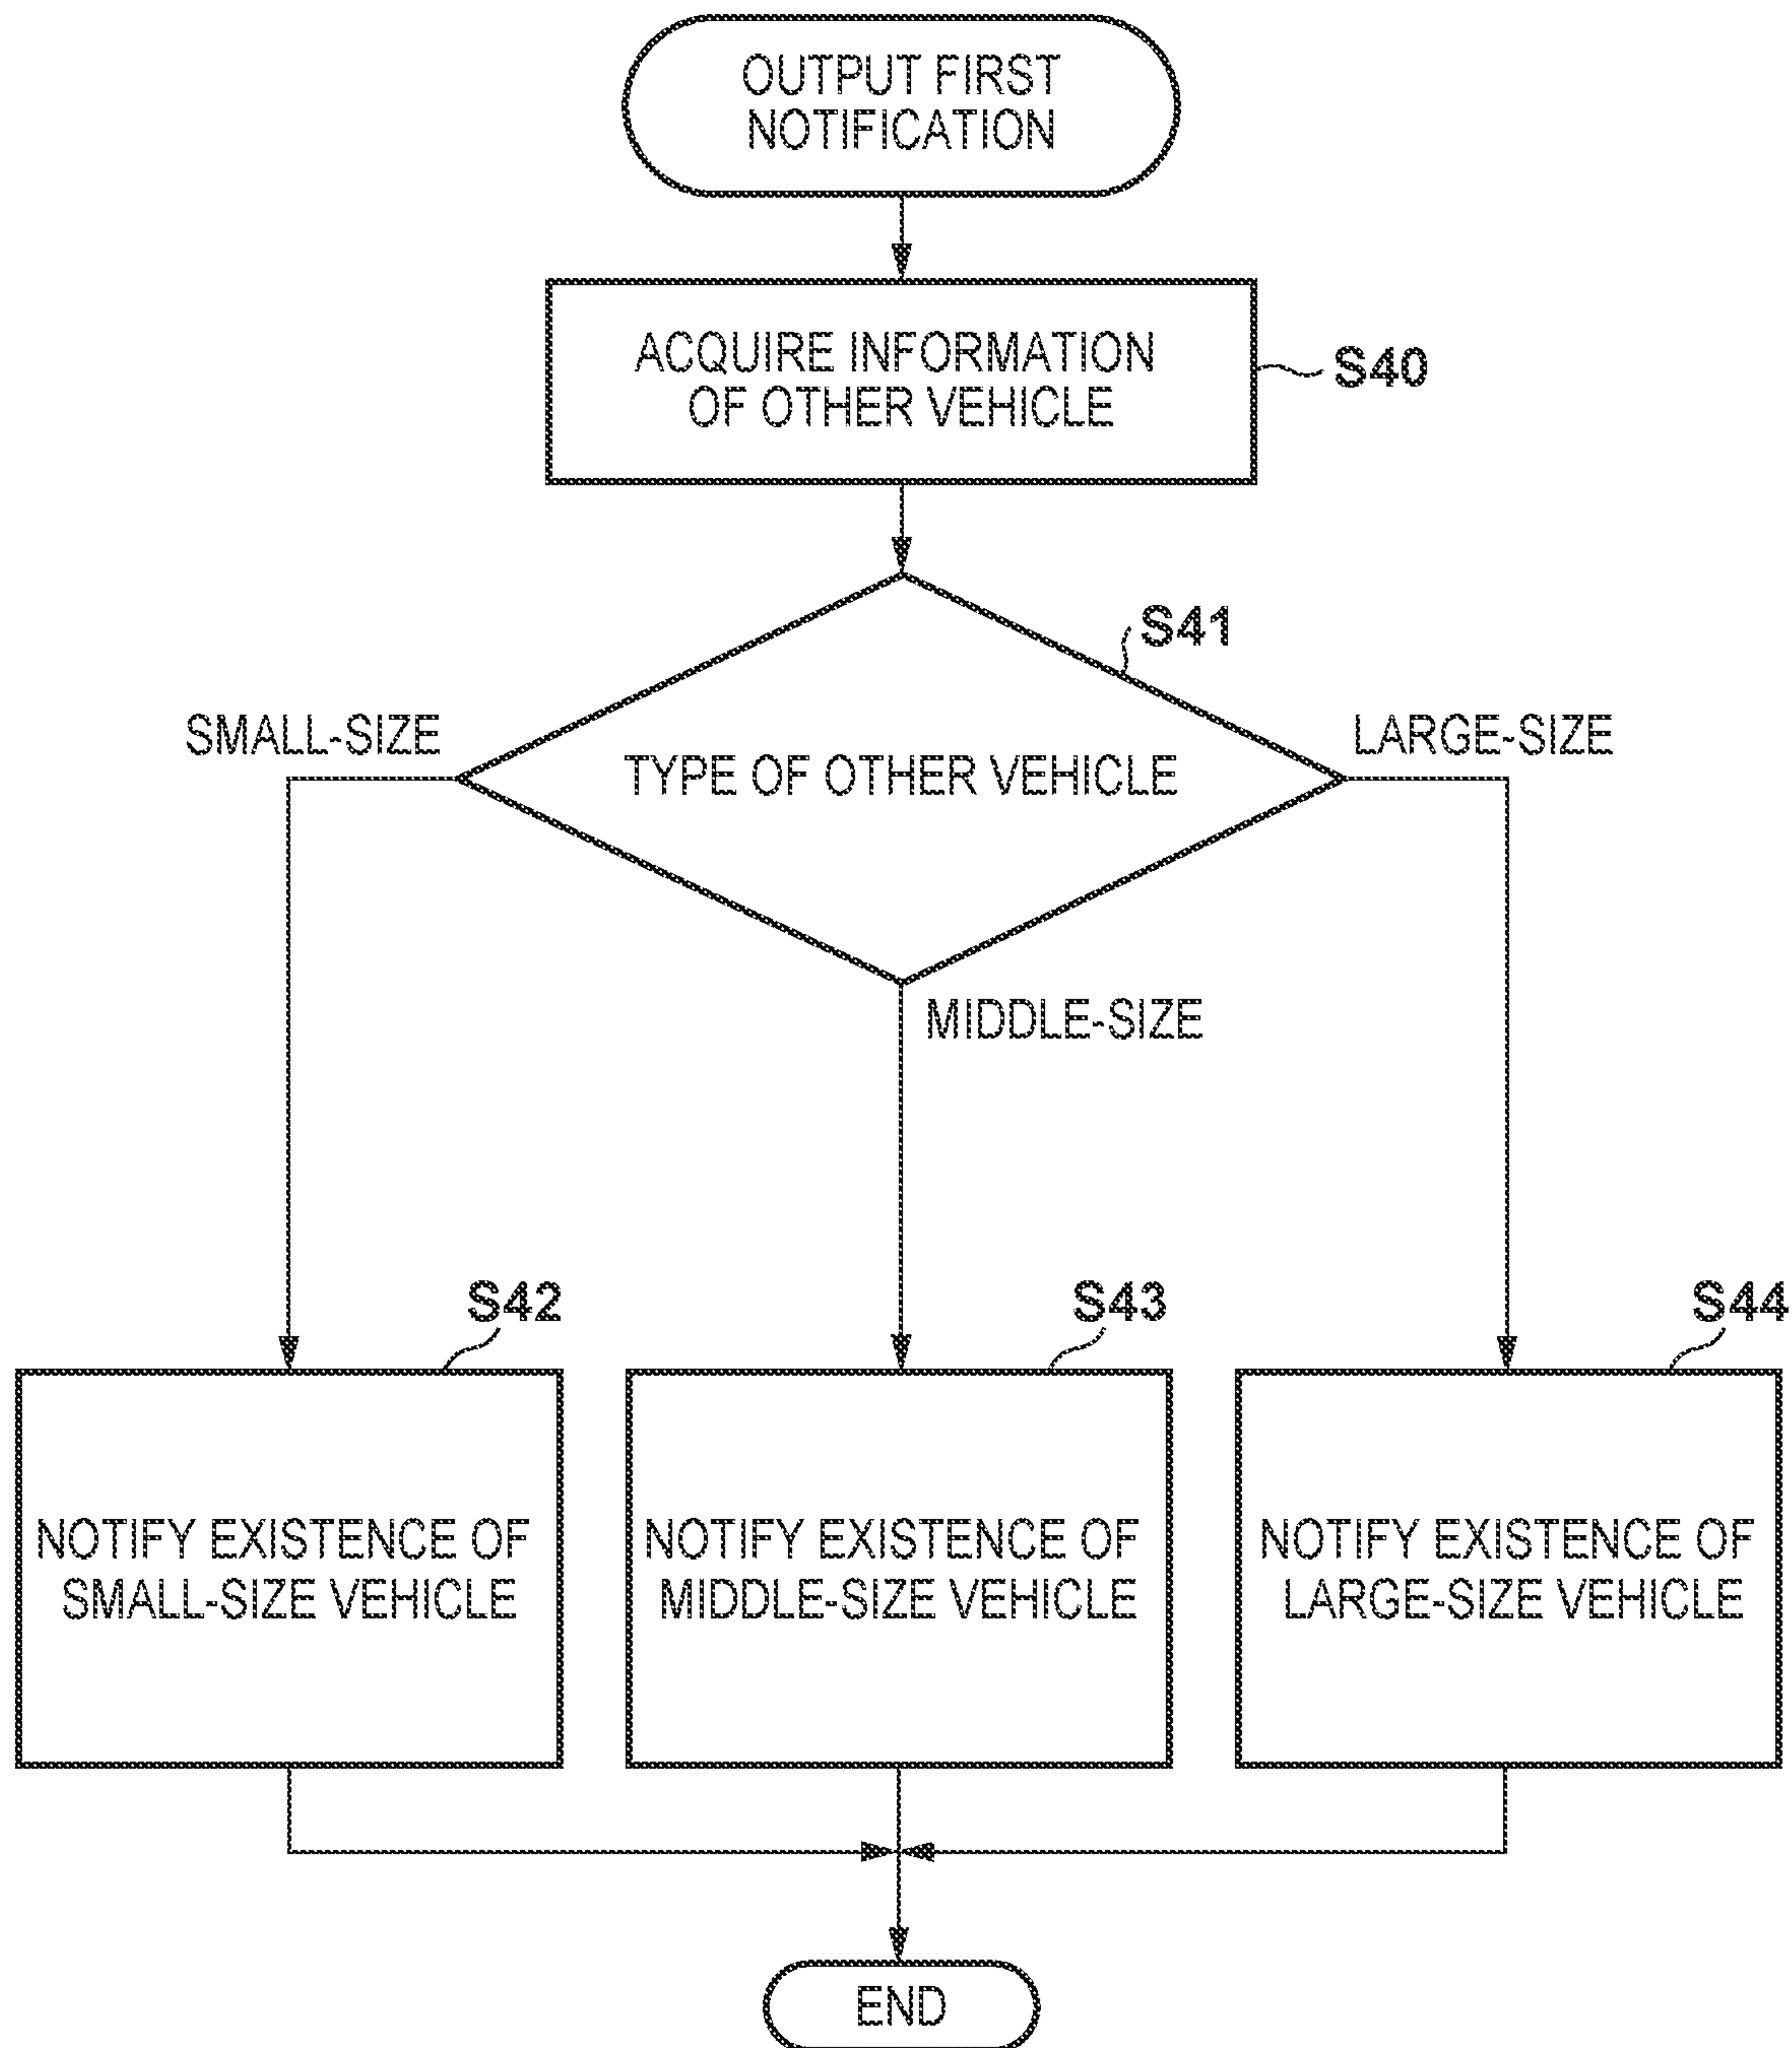 OUTPUT FIRST
NOTIFICATION
ACQUIRE INFORMATION
OF OTHER VEHICLE
S40
S41
SMALL-SIZE
LARGE-SIZE
TYPE OF OTHER VEHICLE
MIDDLE-SIZE
S42
S43
S44
NOTIFY EXISTENCE OF
SMALL-SIZE VEHICLE
NOTIFY EXISTENCE OF
MIDDLE-SIZE VEHICLE
NOTIFY EXISTENCE OF
LARGE-SIZE VEHICLE
END